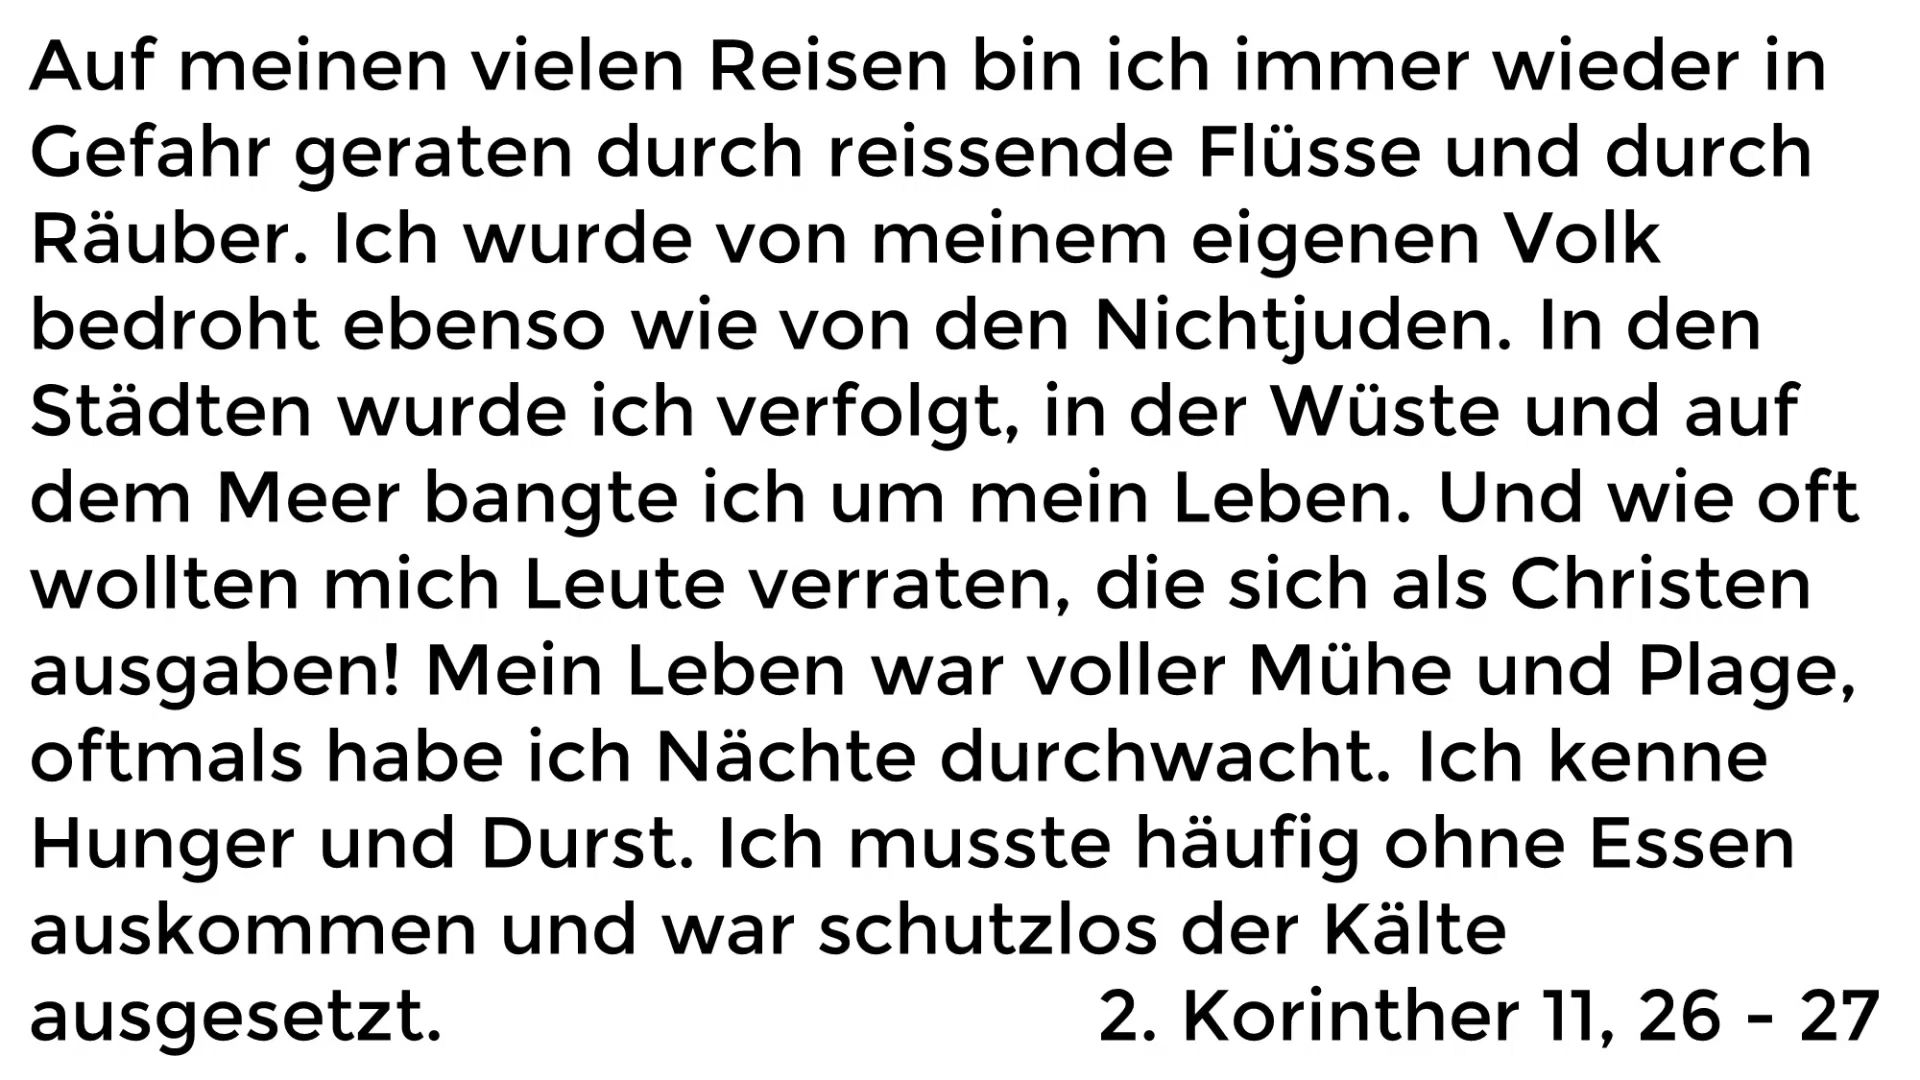 Auf meinen vielen Reisen bin ich immer wieder in
Gefahr geraten durch reissende Flüsse und durch
Räuber. Ich wurde von meinem eigenen Volk
bedroht ebenso wie von den Nichtjuden. In den
Städten wurde ich verfolgt, in der Wüste und auf
dem Meer bangte ich um mein Leben. Und wie oft
wollten mich Leute verraten, die sich als Christen
ausgaben! Mein Leben war voller Mühe und Plage,
oftmals habe ich Nächte durchwacht. Ich kenne
Hunger und Durst. Ich musste häufig ohne Essen
auskommen und war schutzlos der Kälte
ausgesetzt. 2. Korinther 11, 26 - 27